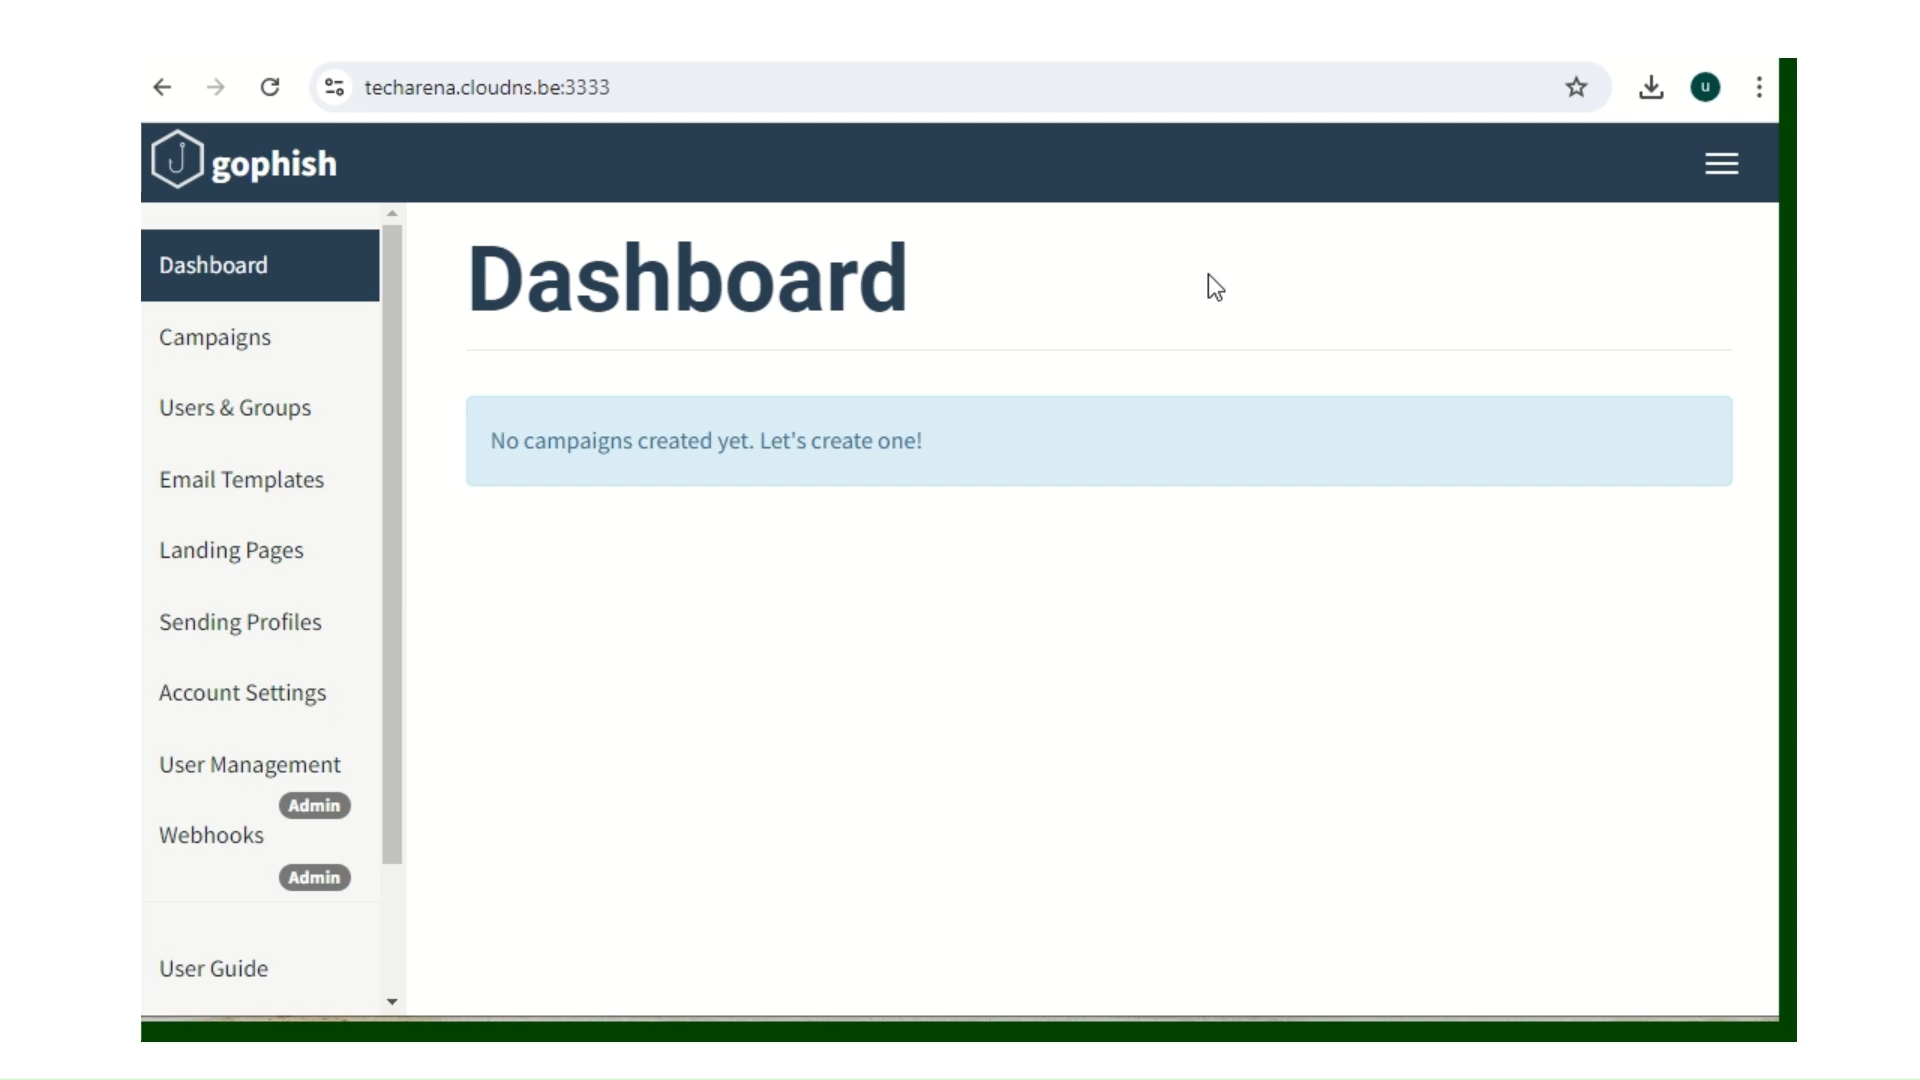 techarena.cloudns.be:3333
u
gophish
Dashboard
Campaigns
Users & Groups
Email Templates
Landing Pages
Sending Profiles
Account Settings
User Management
Admin
Webhooks
Admin
User Guide
Dashboard
No campaigns created yet. Let's create one!